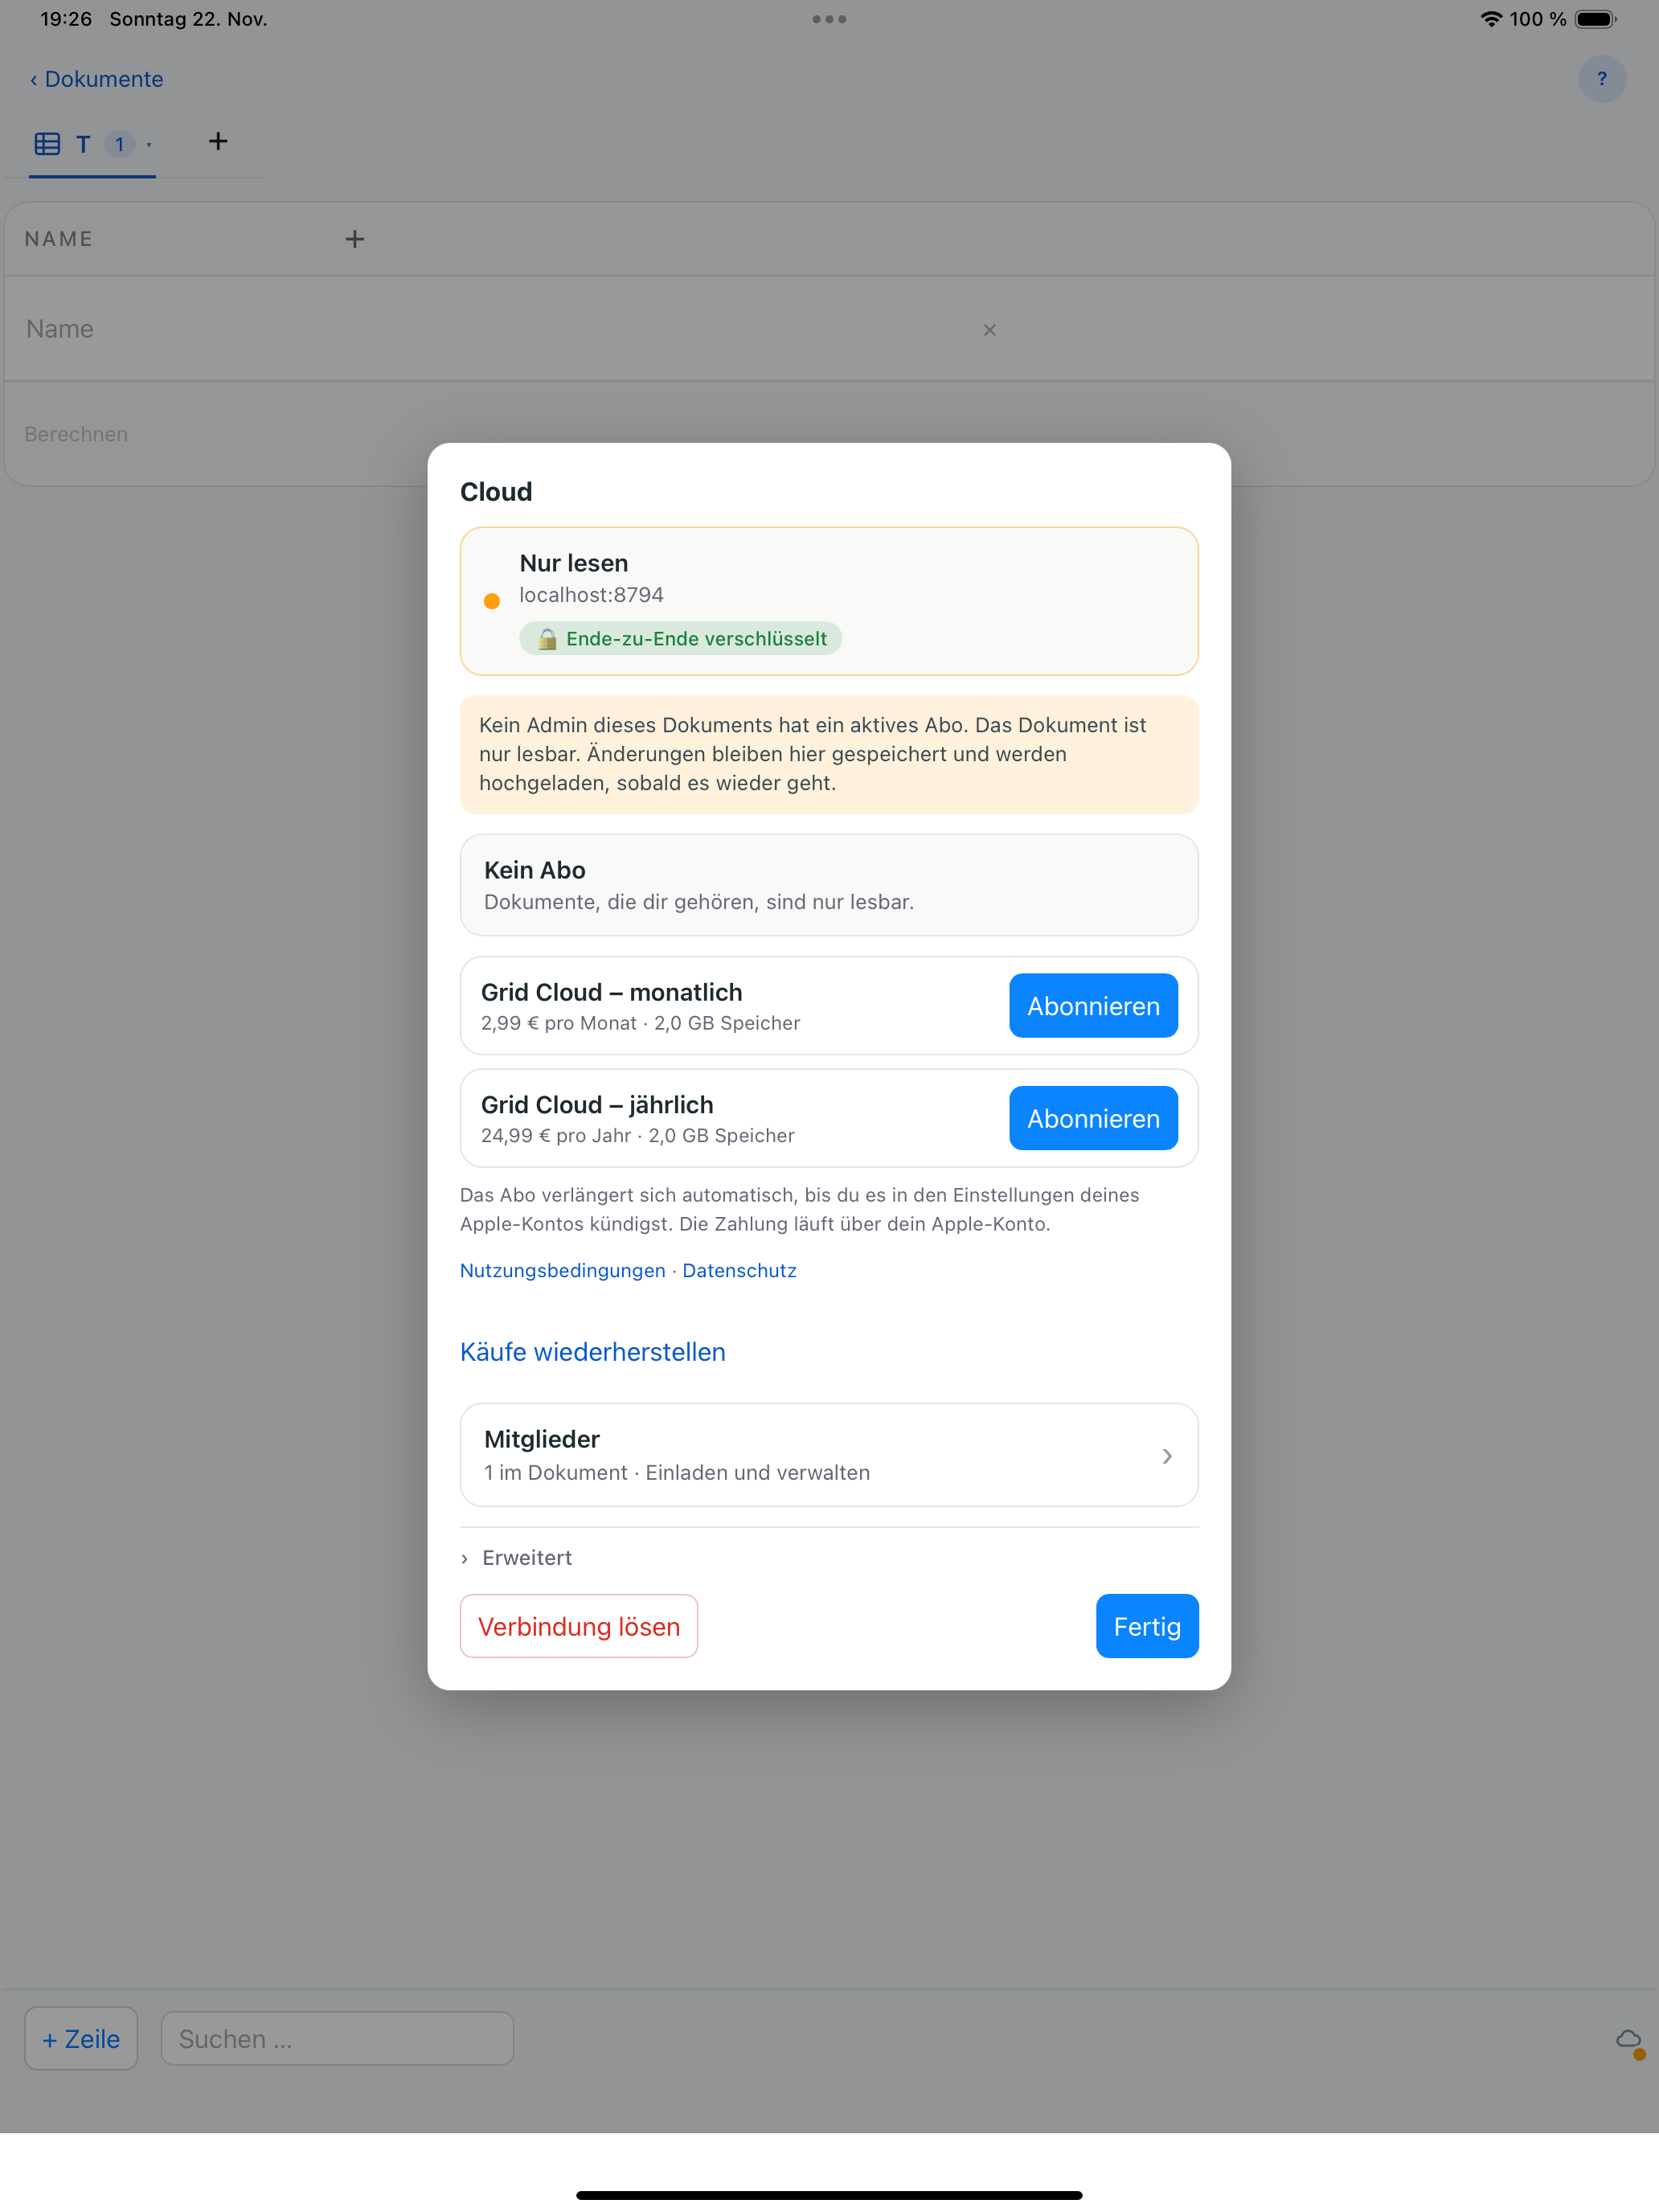 19:26 Sonntag 22. Nov.
100 %
‹ Dokumente
?
T 1
+
NAME +
Name ×
Berechnen
Cloud
Nur lesen
localhost:8794
🔒 Ende-zu-Ende verschlüsselt
Kein Admin dieses Dokuments hat ein aktives Abo. Das Dokument ist
nur lesbar. Änderungen bleiben hier gespeichert und werden
hochgeladen, sobald es wieder geht.
Kein Abo
Dokumente, die dir gehören, sind nur lesbar.
Grid Cloud – monatlich
2,99 € pro Monat · 2,0 GB Speicher
Abonnieren
Grid Cloud – jährlich
24,99 € pro Jahr · 2,0 GB Speicher
Abonnieren
Das Abo verlängert sich automatisch, bis du es in den Einstellungen deines
Apple-Kontos kündigst. Die Zahlung läuft über dein Apple-Konto.
Nutzungsbedingungen · Datenschutz
Käufe wiederherstellen
Mitglieder
1 im Dokument · Einladen und verwalten
›
› Erweitert
Verbindung lösen
Fertig
+ Zeile
Suchen ...